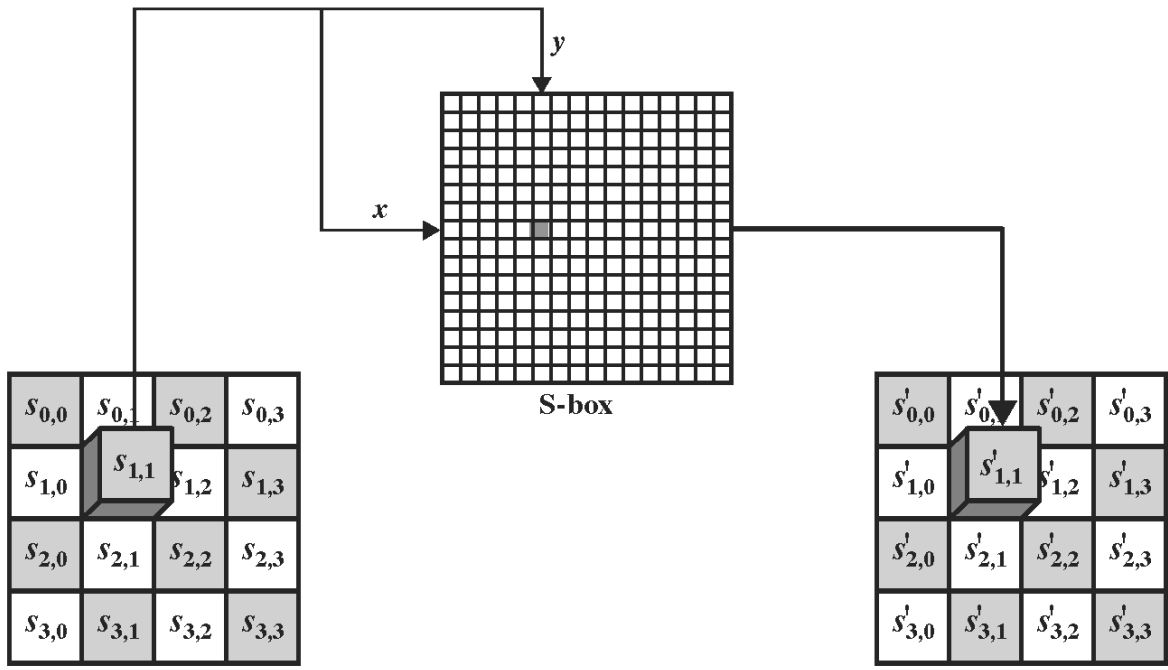 y
x
S-box
s0,0 s0,1 s0,2 s0,3
s1,0 s1,1 s1,2 s1,3
s2,0 s2,1 s2,2 s2,3
s3,0 s3,1 s3,2 s3,3
s'0,0 s'0, s'0,2 s'0,3
s'1,0 s'1,1 s'1,2 s'1,3
s'2,0 s'2,1 s'2,2 s'2,3
s'3,0 s'3,1 s'3,2 s'3,3